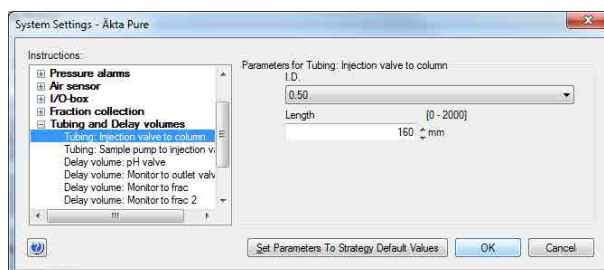 System Settings - Äkta Pure
Instructions:
Pressure alarms
Air sensor
I/O-box
Fraction collection
Tubing and Delay volumes
Tubing: Injection valve to column
Tubing: Sample pump to injection va
Delay volume: pH valve
Delay volume: Monitor to outlet valv
Delay volume: Monitor to frac
Delay volume: Monitor to frac 2
Parameters for Tubing: Injection valve to column
I.D.
0.50
Length [0 - 2000]
160 mm
Set Parameters To Strategy Default Values
OK
Cancel